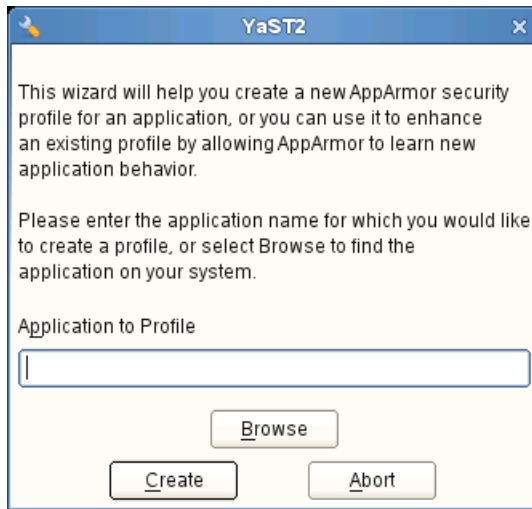 YaST2
This wizard will help you create a new AppArmor security
profile for an application, or you can use it to enhance
an existing profile by allowing AppArmor to learn new
application behavior.
Please enter the application name for which you would like
to create a profile, or select Browse to find the
application on your system.
Application to Profile
Browse
Create Abort